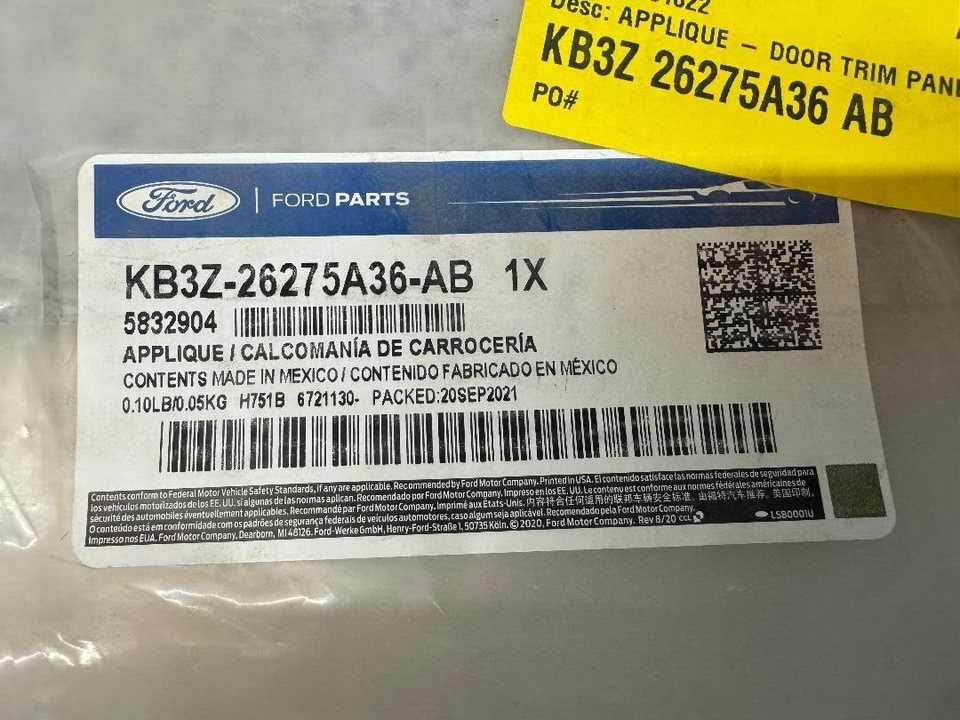 Desc: APPLIQUE – DOOR TRIM
KB3Z 26275A36 AB
PO#
Ford | FORD PARTS
KB3Z-26275A36-AB 1X
5832904
APPLIQUE / CALCOMANÍA DE CARROCERÍA
CONTENTS MADE IN MEXICO / CONTENIDO FABRICADO EN MÉXICO
0.10LB/0.05KG H751B 6721130- PACKED:20SEP2021
Contents conform to Federal Motor Vehicle Safety Standards, if any are applicable. Recommended by Ford Motor Company. Printed in USA. El contenido satisface las normas federales de seguridad para
los vehículos motorizados de los EE. UU. si algunas de normas aplican. Recomendado por Ford Motor Company. Impreso en los EE. UU. Le contenu est conforme aux normes fédérales américaines de
sécurité des automobiles éventuellement applicables. Recommandé par Ford Motor Company. Imprimé aux États-Unis. 内容符合任何适用的联邦车辆安全标准。由福特汽车推荐。美国印制。
O conteúdo está em conformidade com os padrões de segurança federais de veículos automotores, caso algum seja aplicável. Recomendado pela Ford Motor Company.
Impresso nos EUA. Ford Motor Company, Dearborn, MI 48126. Ford-Werke GmbH, Henry-Ford-Straße 1, 50735 Köln. © 2020, Ford Motor Company. Rev 8/20 CCL
LSB0001U